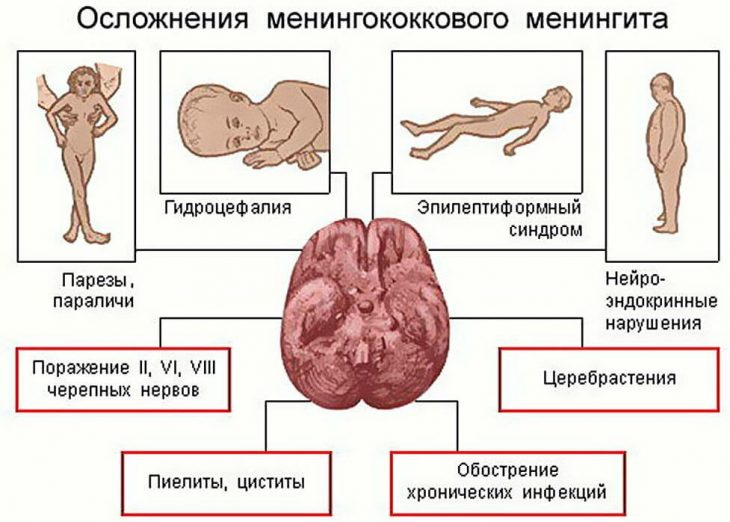 Осложнения менингококкового менингита
Гидроцефалия
Эпилептиформный
синдром
Парезы,
параличи
Нейро-
эндокринные
нарушения
Поражение II, VI, VIII
черепных нервов
Церебрастения
Пиелиты, циститы
Обострение
хронических инфекций